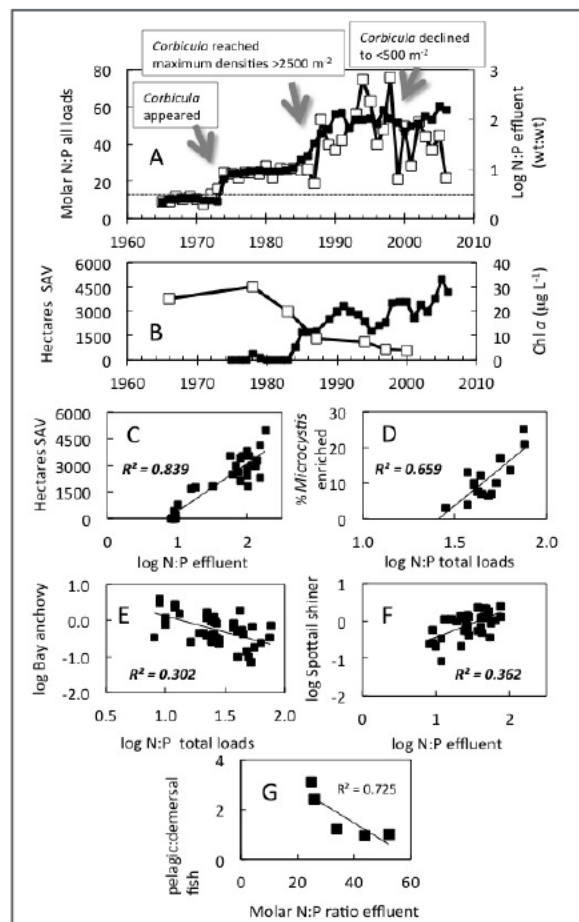 Corbicula reached
maximum densities >2500 m⁻²
Corbicula declined
to <500 m⁻²
Corbicula
appeared
A
Molar N:P all loads
80
60
40
20
0
Log N:P effluent
(wt:wt)
3
2
1
0
1960 1970 1980 1990 2000 2010
B
Hectares SAV
6000
4500
3000
1500
0
Chl a (µg L⁻¹)
40
30
20
10
0
1960 1970 1980 1990 2000 2010
C
R² = 0.839
Hectares SAV
6000
4500
3000
1500
0
0 1 2
log N:P effluent
D
R² = 0.659
% Microcystis
enriched
30
20
10
0
1.0 1.5 2.0
log N:P total loads
E
R² = 0.302
log Bay anchovy
1.0
0.0
-1.0
-2.0
0.5 1.0 1.5 2.0
log N:P total loads
F
R² = 0.362
log Spottail shiner
1
0
-1
-2
0 1 2
log N:P effluent
G
R² = 0.725
pelagic:demersal
fish
4
2
0
0 20 40 60
Molar N:P ratio effluent